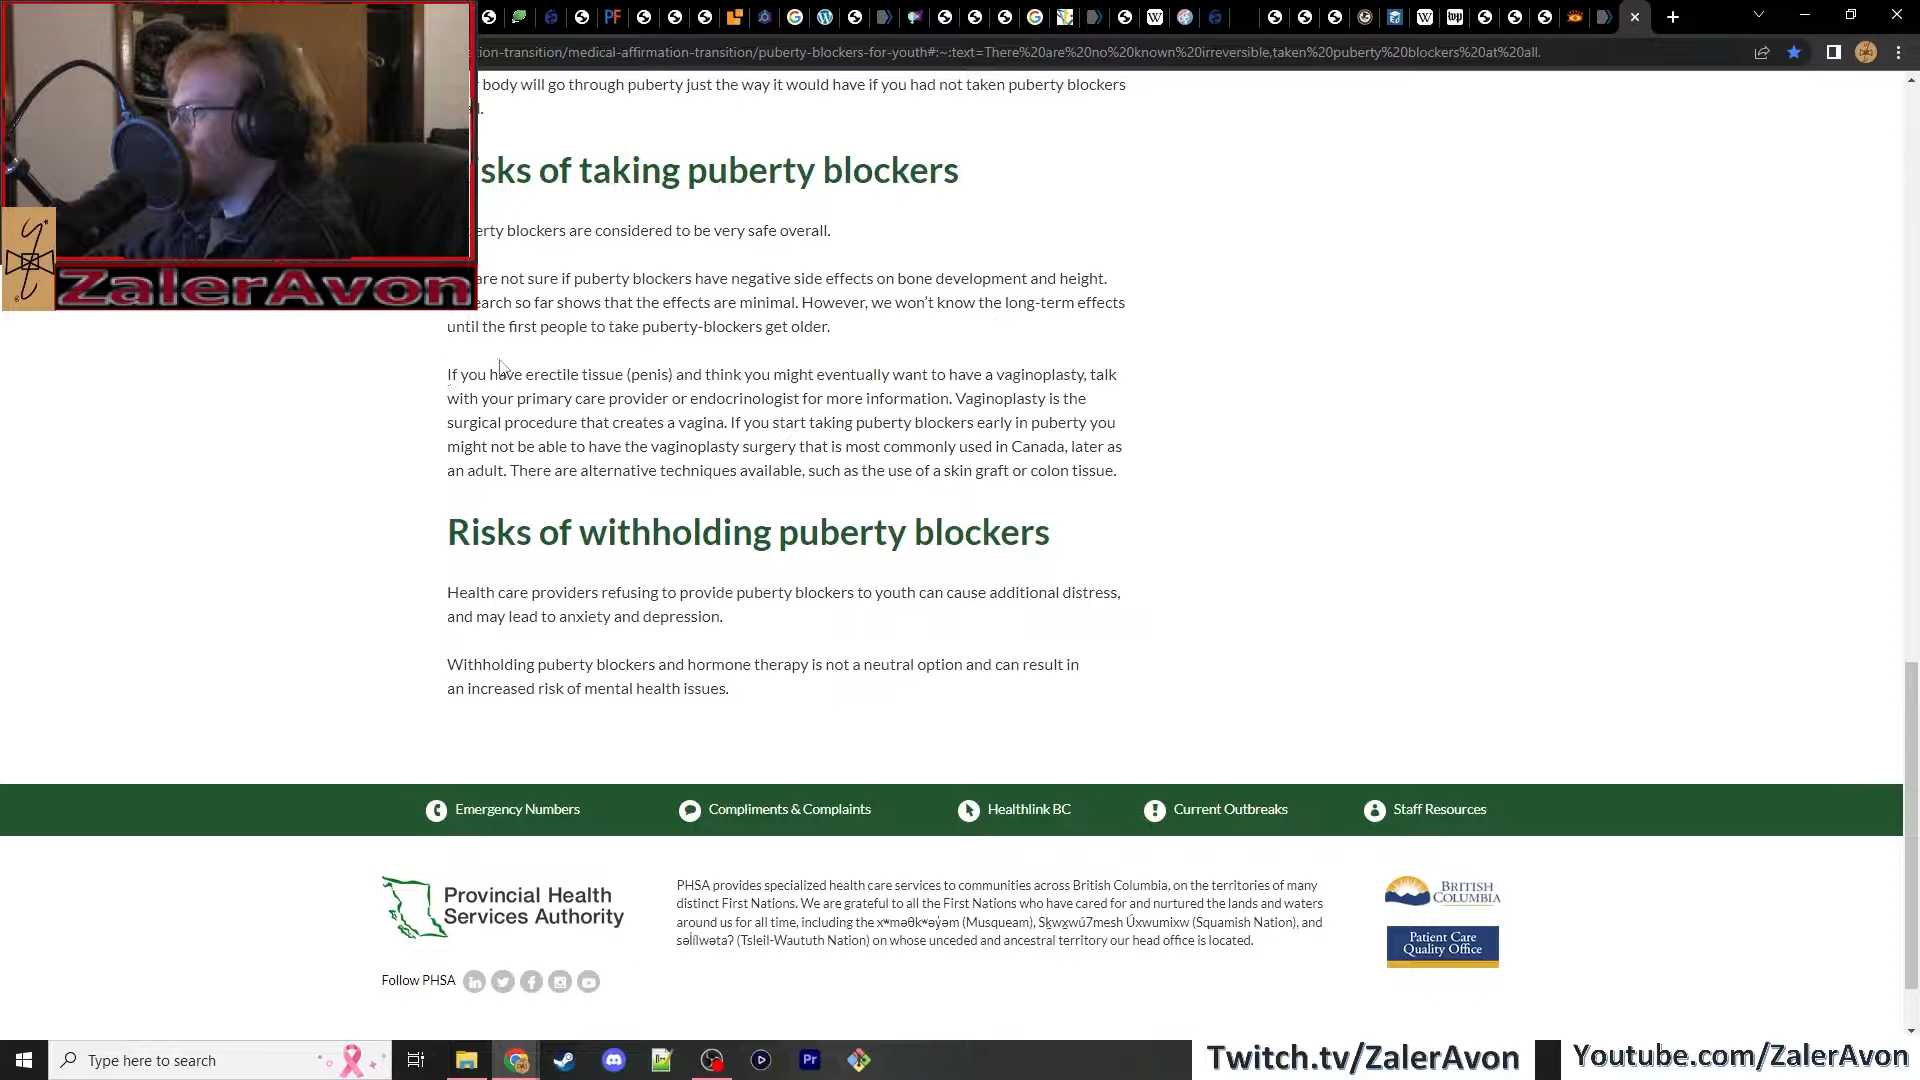 tion-transition/medical-affirmation-transition/puberty-blockers-for-youth#:~:text=There%20are%20no%20known%20irreversible,taken%20puberty%20blockers%20at%20all.
body will go through puberty just the way it would have if you had not taken puberty blockers
isks of taking puberty blockers
erty blockers are considered to be very safe overall.
are not sure if puberty blockers have negative side effects on bone development and height.
earch so far shows that the effects are minimal. However, we won't know the long-term effects
until the first people to take puberty-blockers get older.
If you have erectile tissue (penis) and think you might eventually want to have a vaginoplasty, talk
with your primary care provider or endocrinologist for more information. Vaginoplasty is the
surgical procedure that creates a vagina. If you start taking puberty blockers early in puberty you
might not be able to have the vaginoplasty surgery that is most commonly used in Canada, later as
an adult. There are alternative techniques available, such as the use of a skin graft or colon tissue.
Risks of withholding puberty blockers
Health care providers refusing to provide puberty blockers to youth can cause additional distress,
and may lead to anxiety and depression.
Withholding puberty blockers and hormone therapy is not a neutral option and can result in
an increased risk of mental health issues.
ZalerAvon
Emergency Numbers
Compliments & Complaints
Healthlink BC
Current Outbreaks
Staff Resources
Provincial Health
Services Authority
PHSA provides specialized health care services to communities across British Columbia, on the territories of many
distinct First Nations. We are grateful to all the First Nations who have cared for and nurtured the lands and waters
around us for all time, including the xʷməθkʷəy̓əm (Musqueam), Sḵwx̱wú7mesh Úxwumixw (Squamish Nation), and
səl̓ílwətaʔ (Tsleil-Waututh Nation) on whose unceded and ancestral territory our head office is located.
BRITISH
COLUMBIA
Patient Care
Quality Office
Follow PHSA
Type here to search
Pr
Twitch.tv/ZalerAvon
Youtube.com/ZalerAvon